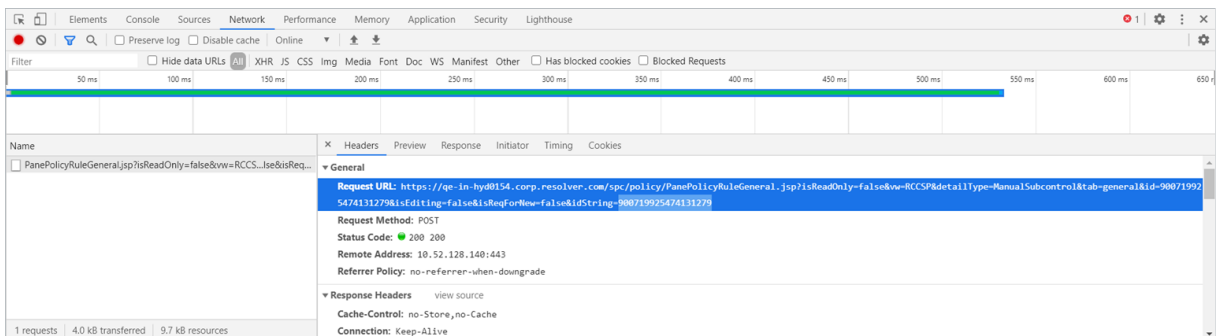 Elements Console Sources Network Performance Memory Application Security Lighthouse 1
Preserve log Disable cache Online
Filter Hide data URLs All XHR JS CSS Img Media Font Doc WS Manifest Other Has blocked cookies Blocked Requests
50 ms 100 ms 150 ms 200 ms 250 ms 300 ms 350 ms 400 ms 450 ms 500 ms 550 ms 600 ms 650 r
Name Headers Preview Response Initiator Timing Cookies
PanePolicyRuleGeneral.jsp?isReadOnly=false&vw=RCCS...lse&isReq...
General
Request URL: https://qe-in-hyd0154.corp.resolver.com/spc/policy/PanePolicyRuleGeneral.jsp?isReadOnly=false&vw=RCCSP&detailType=ManualSubcontrol&tab=general&id=90071992
5474131279&isEditing=false&isReqForNew=false&idString=900719925474131279
Request Method: POST
Status Code: 200 200
Remote Address: 10.52.128.140:443
Referrer Policy: no-referrer-when-downgrade
Response Headers view source
Cache-Control: no-Store,no-Cache
Connection: Keep-Alive
1 requests 4.0 kB transferred 9.7 kB resources